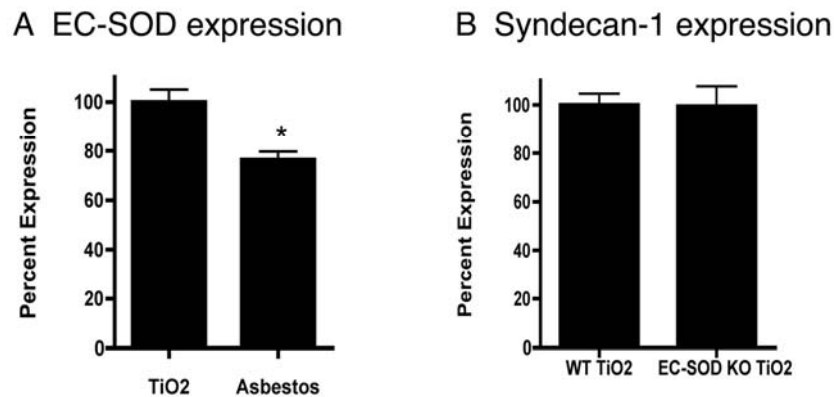 A EC-SOD expression
Percent Expression
100
80
60
40
20
0
*
TiO2 Asbestos
B Syndecan-1 expression
Percent Expression
100
80
60
40
20
0
WT TiO2 EC-SOD KO TiO2